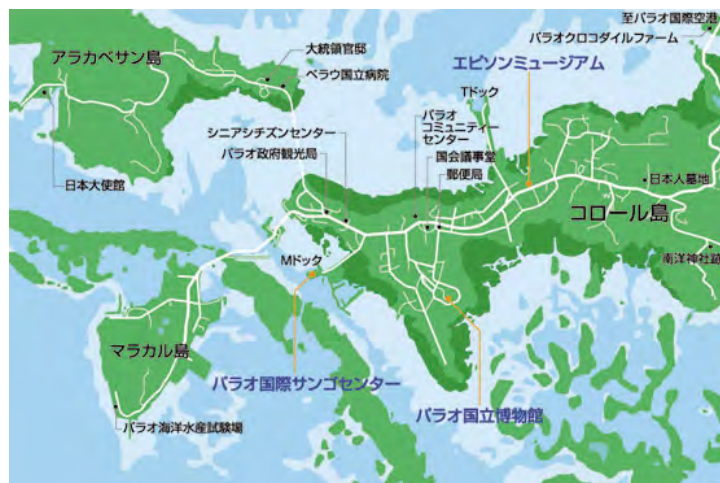 至パラオ国際空港
パラオクロコダイルファーム
大統領官邸
アラカベサン島
ベラウ国立病院
エピソンミュージアム
Tドック
パラオ
コミュニティー
センター
シニアシチズンセンター
国会議事堂
パラオ政府観光局
郵便局
日本大使館
日本人墓地
コロール島
Mドック
南洋神社跡
マラカル島
パラオ国際サンゴセンター
パラオ国立博物館
パラオ海洋水産試験場